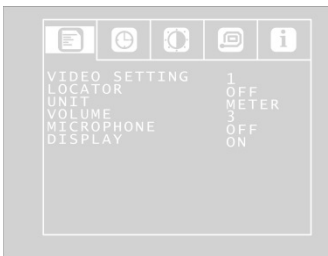 VIDEO SETTING 1
LOCATOR OFF
UNIT METER
VOLUME 3
MICROPHONE OFF
DISPLAY ON